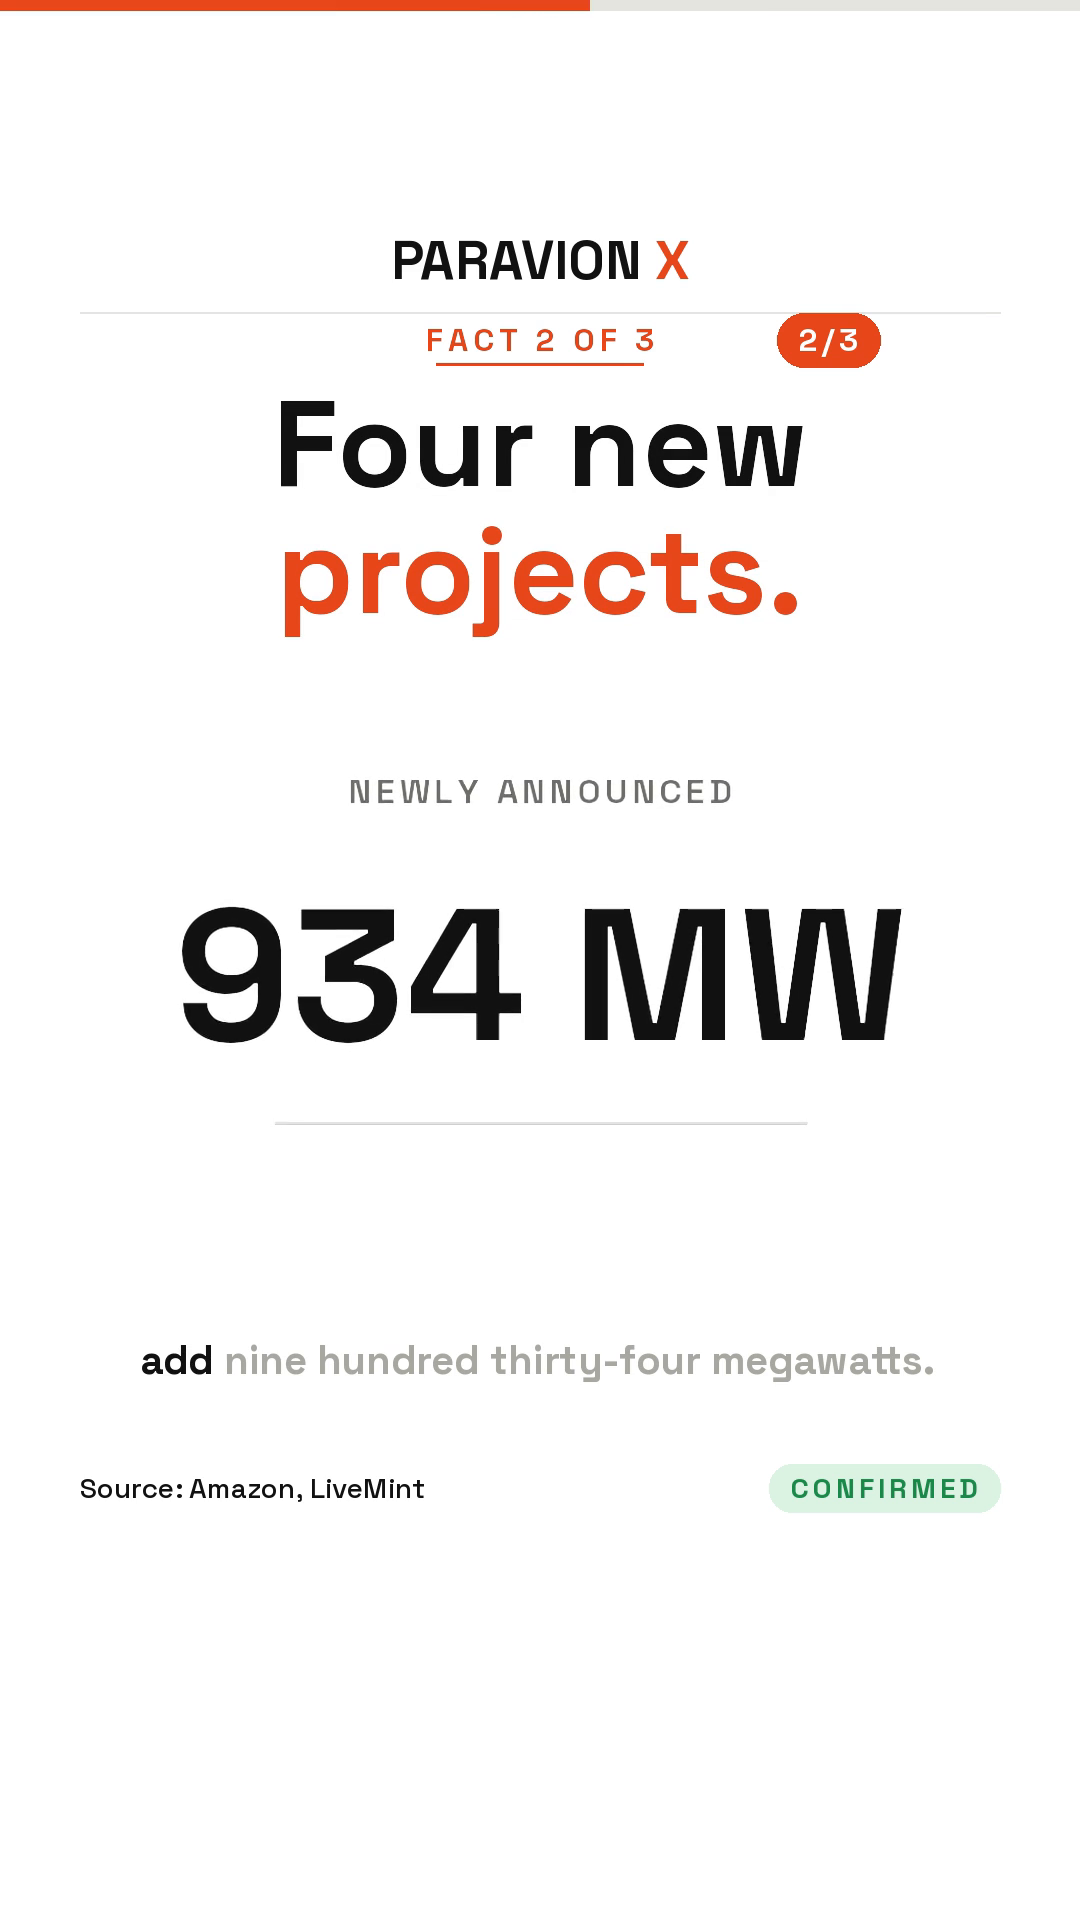 PARAVION X
FACT 2 OF 3
2/3
Four new
projects.
NEWLY ANNOUNCED
934 MW
add nine hundred thirty-four megawatts.
Source: Amazon, LiveMint
CONFIRMED